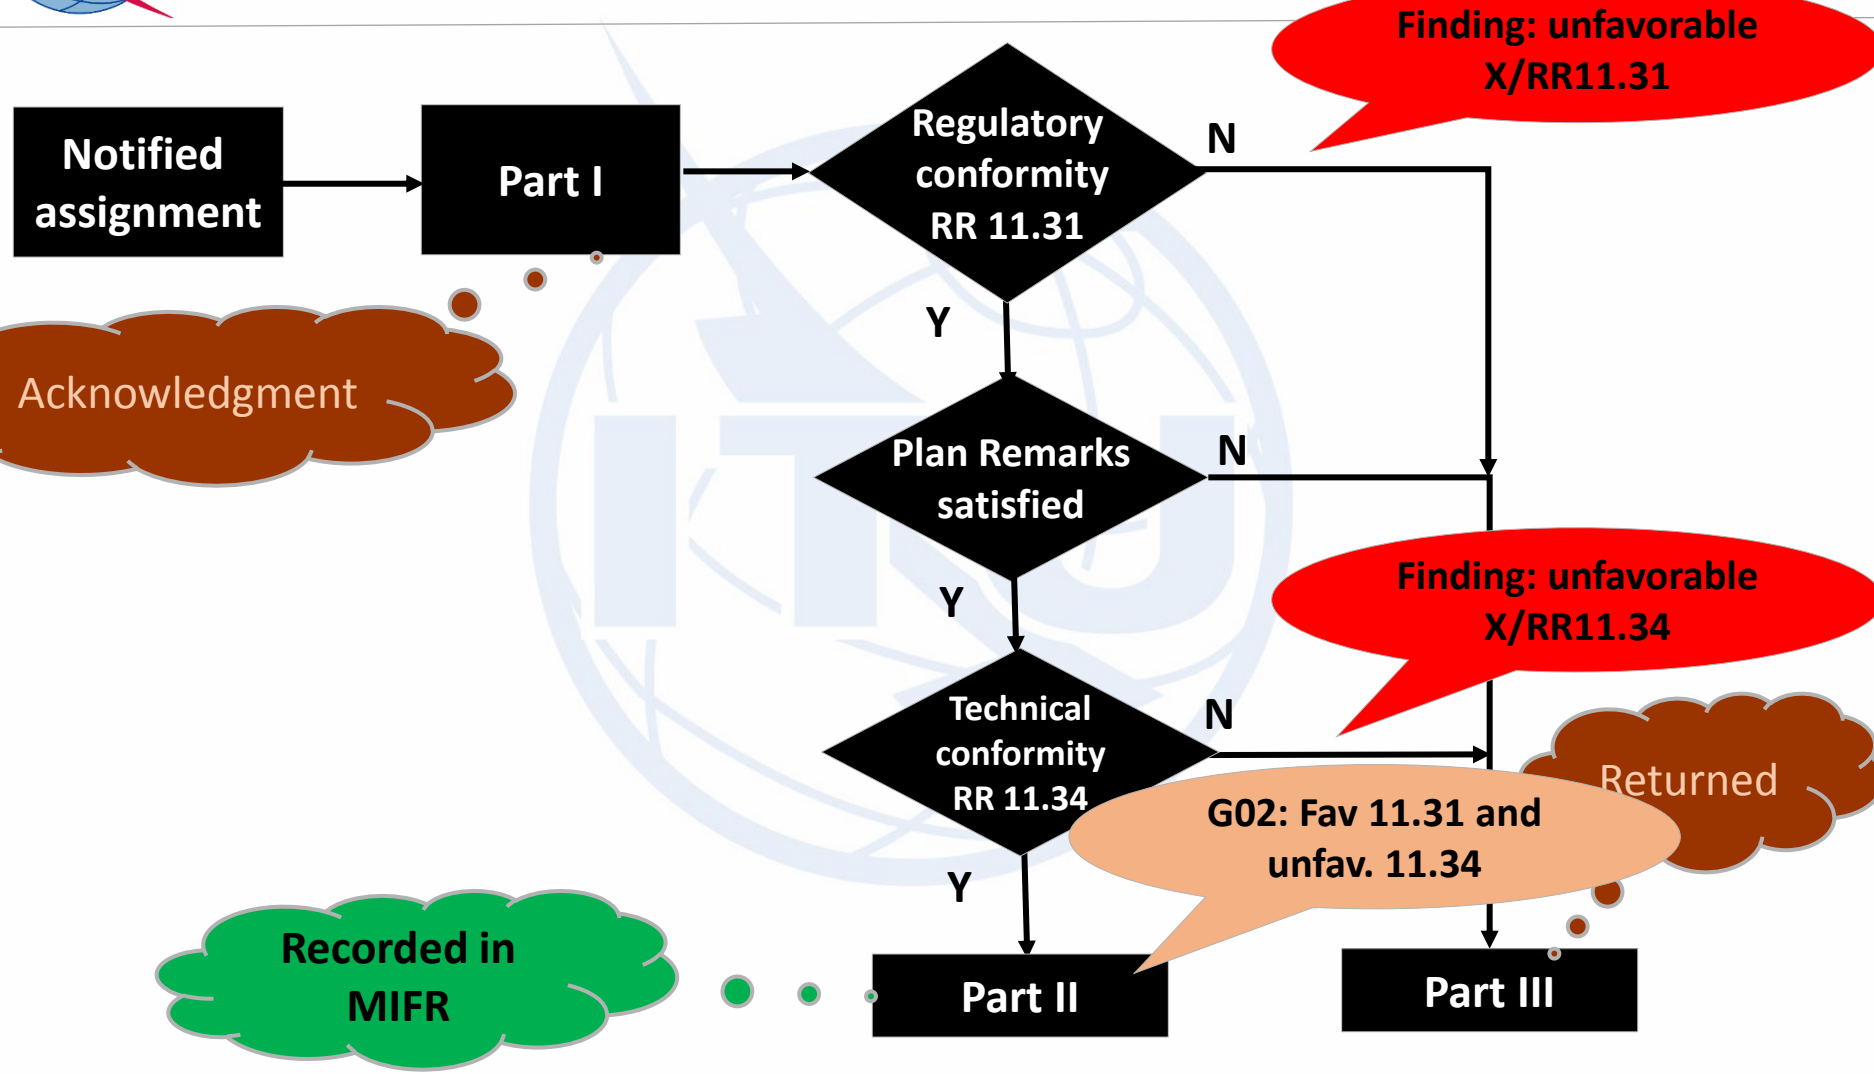 Finding: unfavorable
X/RR11.31
Notified
assignment
Part I
Regulatory
conformity
RR 11.31
N
Y
Acknowledgment
Plan Remarks
satisfied
N
Y
Finding: unfavorable
X/RR11.34
Technical
conformity
RR 11.34
N
Returned
G02: Fav 11.31 and
unfav. 11.34
Y
Recorded in
MIFR
Part II
Part III
ITU